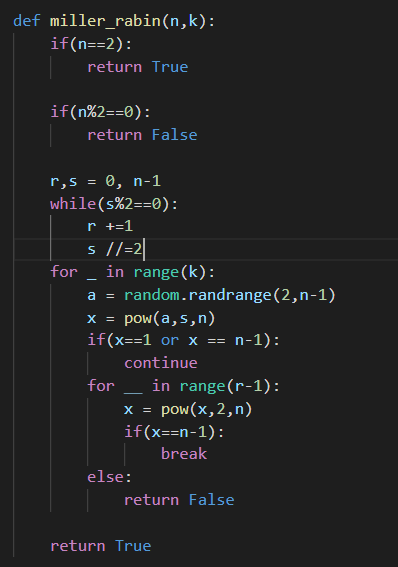 def miller_rabin(n,k):
    if(n==2):
        return True

    if(n%2==0):
        return False

    r,s = 0, n-1
    while(s%2==0):
        r +=1
        s //=2
    for _ in range(k):
        a = random.randrange(2,n-1)
        x = pow(a,s,n)
        if(x==1 or x == n-1):
            continue
        for __ in range(r-1):
            x = pow(x,2,n)
            if(x==n-1):
                break
        else:
            return False

    return True